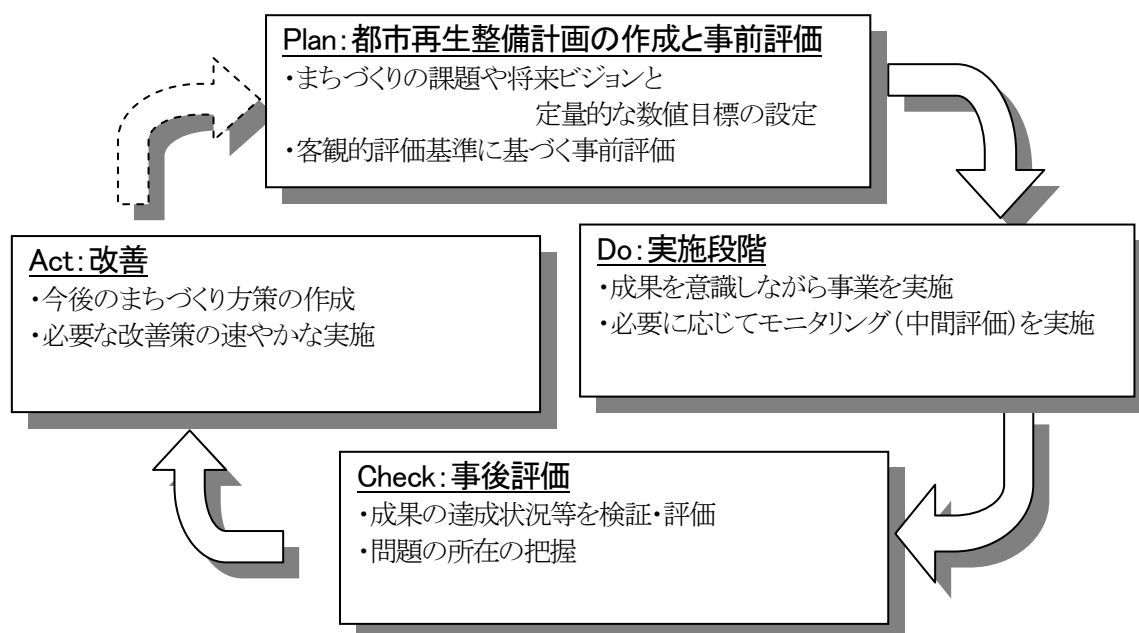 Plan:都市再生整備計画の作成と事前評価
・まちづくりの課題や将来ビジョンと
定量的な数値目標の設定
・客観的評価基準に基づく事前評価
Do:実施段階
・成果を意識しながら事業を実施
・必要に応じてモニタリング(中間評価)を実施
Check:事後評価
・成果の達成状況等を検証・評価
・問題の所在の把握
Act:改善
・今後のまちづくり方策の作成
・必要な改善策の速やかな実施